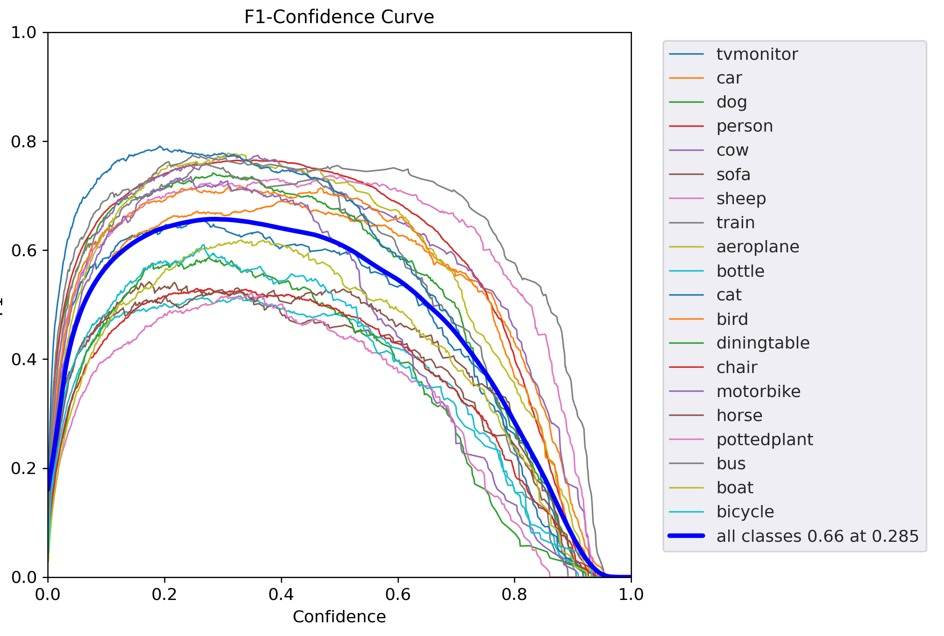 F1-Confidence Curve
1.0
0.8
0.6
0.4
0.2
0.0
0.0 0.2 0.4 0.6 0.8 1.0
Confidence
tvmonitor
car
dog
person
cow
sofa
sheep
train
aeroplane
bottle
cat
bird
diningtable
chair
motorbike
horse
pottedplant
bus
boat
bicycle
all classes 0.66 at 0.285